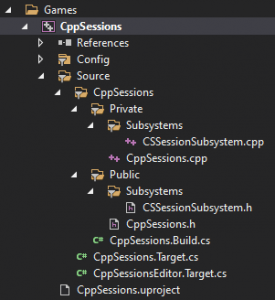 Games
CppSessions
References
Config
Source
CppSessions
Private
Subsystems
CSSessionSubsystem.cpp
CppSessions.cpp
Public
Subsystems
CSSessionSubsystem.h
CppSessions.h
CppSessions.Build.cs
CppSessions.Target.cs
CppSessionsEditor.Target.cs
CppSessions.uproject